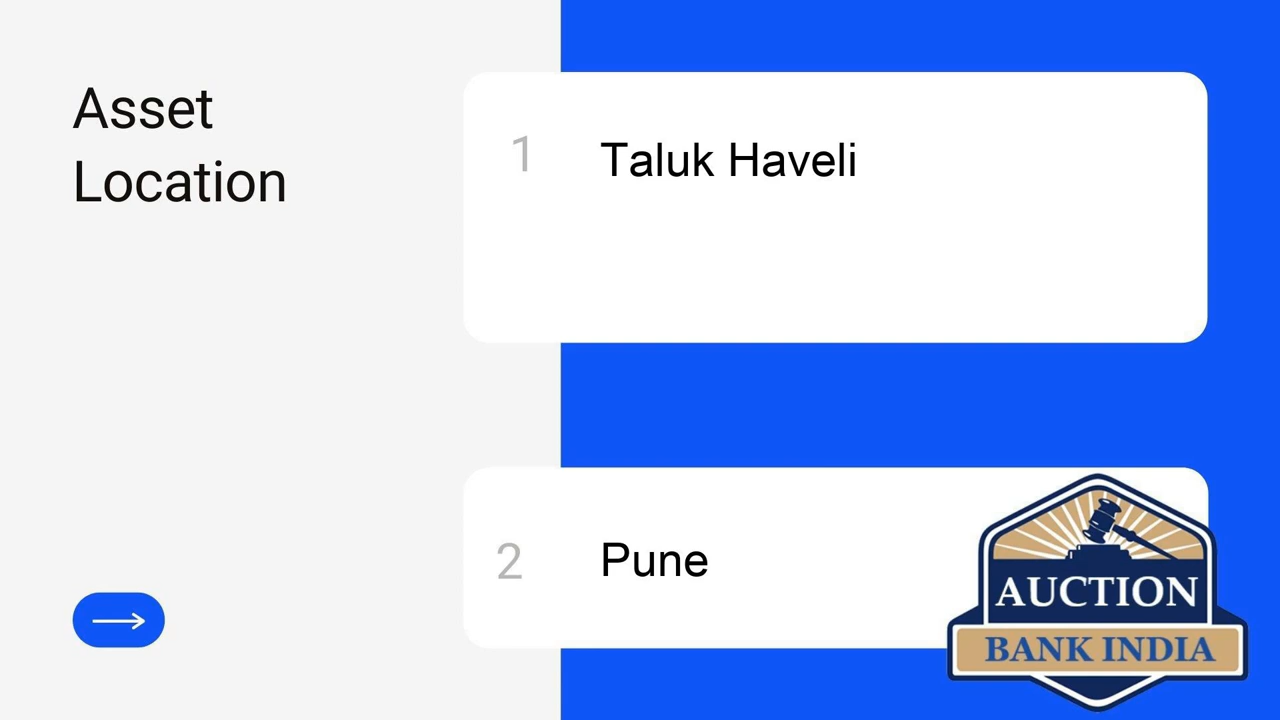 Asset
Location
1
Taluk Haveli
2
Pune
AUCTION
BANK INDIA